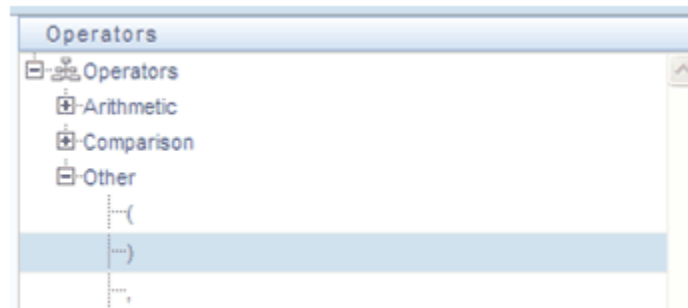 Operators
Operators
Arithmetic
Comparison
Other
(
)
,